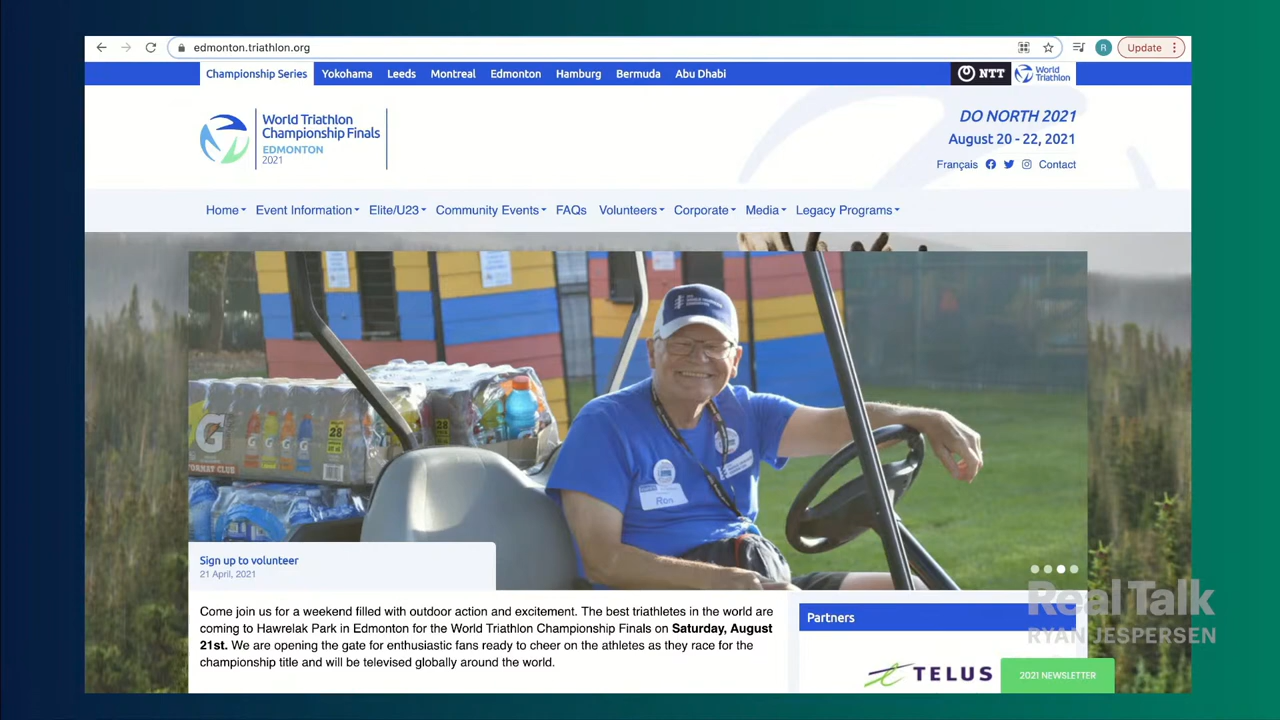 edmonton.triathlon.org
R
Update
Championship Series Yokohama Leeds Montreal Edmonton Hamburg Bermuda Abu Dhabi
NTT
World
Triathlon
World Triathlon
Championship Finals
EDMONTON
2021
DO NORTH 2021
August 20 - 22, 2021
Français Contact
Home Event Information Elite/U23 Community Events FAQs Volunteers Corporate Media Legacy Programs
G
28
28
Ron
Sign up to volunteer
21 April, 2021
Come join us for a weekend filled with outdoor action and excitement. The best triathletes in the world are
coming to Hawrelak Park in Edmonton for the World Triathlon Championship Finals on Saturday, August
21st. We are opening the gate for enthusiastic fans ready to cheer on the athletes as they race for the
championship title and will be televised globally around the world.
Partners
TELUS
2021 NEWSLETTER
Real Talk
RYAN JESPERSEN